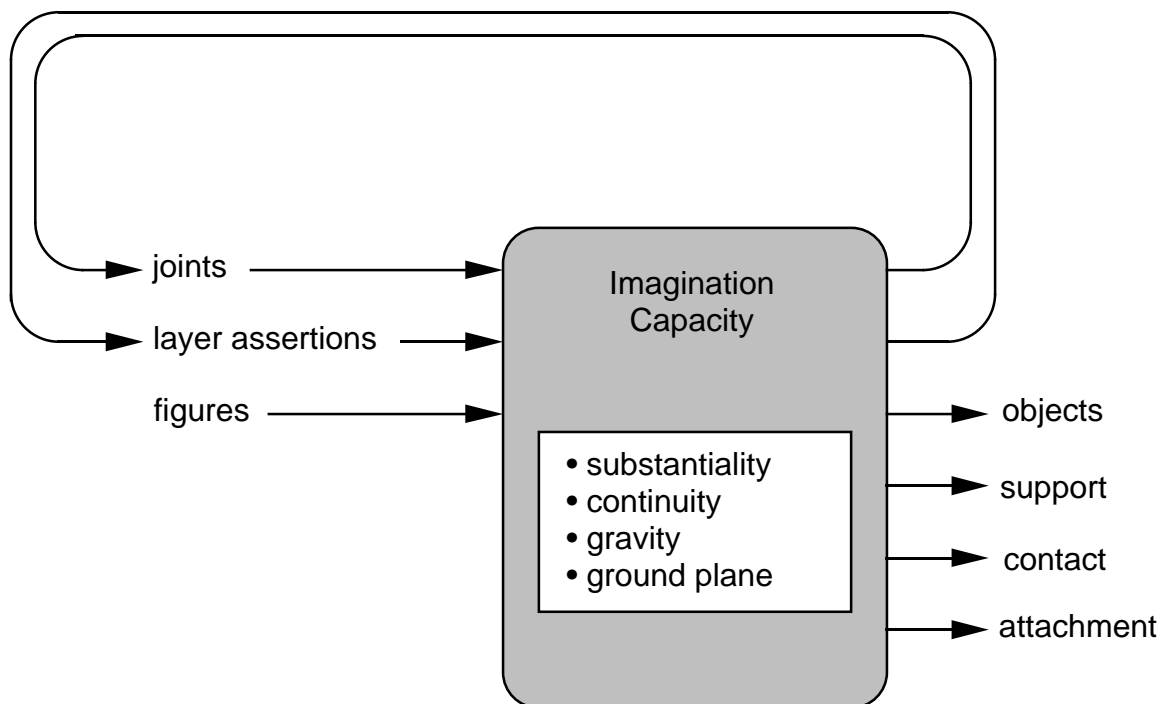 joints
layer assertions
figures
Imagination
Capacity
• substantiality
• continuity
• gravity
• ground plane
objects
support
contact
attachment